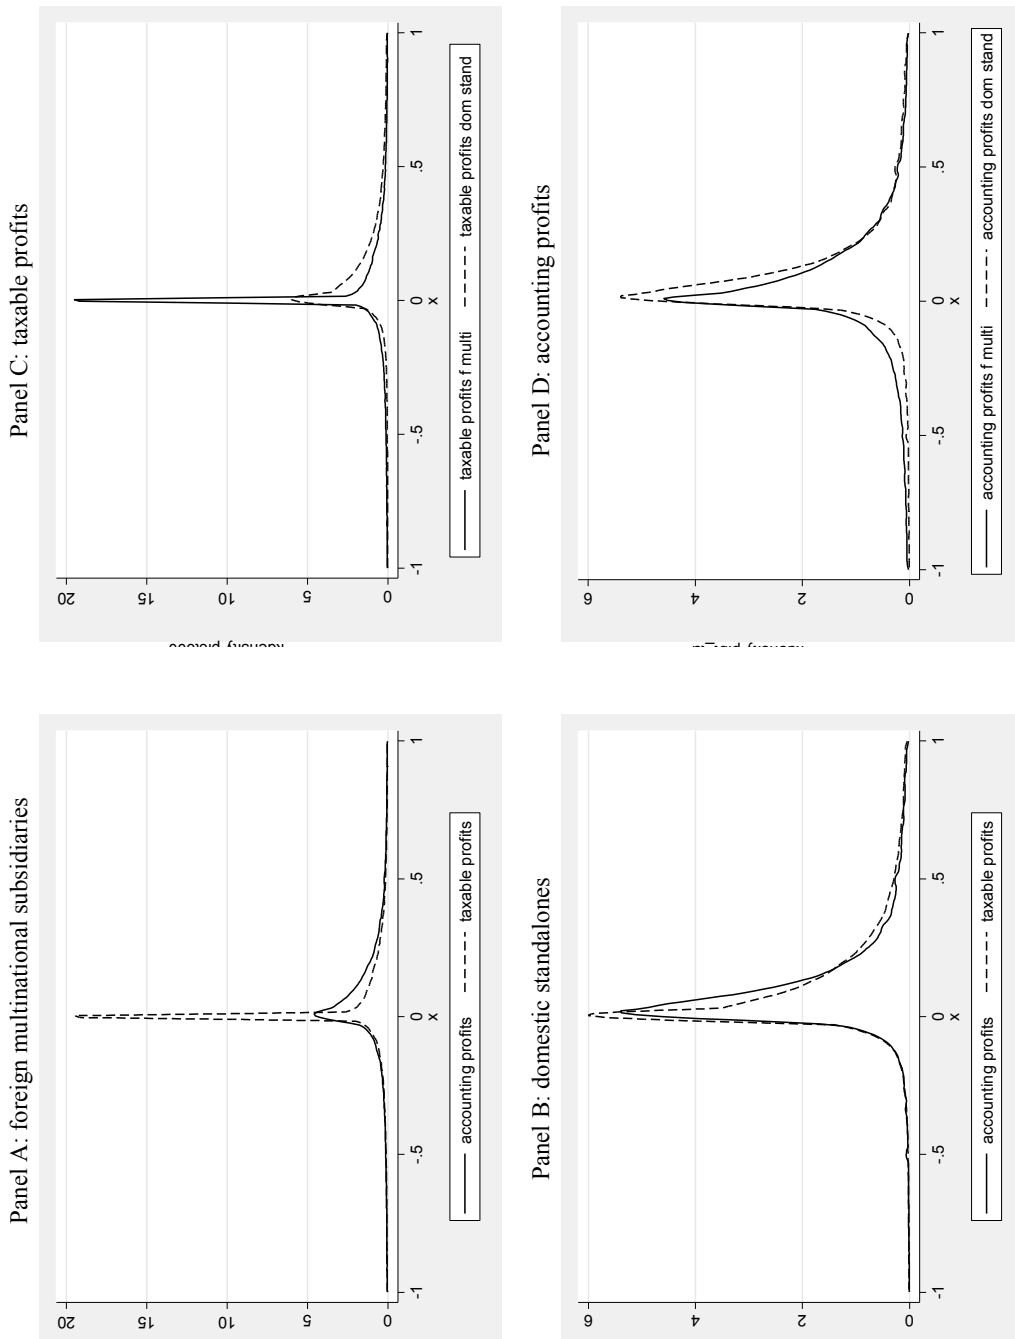 Panel A: foreign multinational subsidiaries
20
15
10
5
0
-1
-.5
0
.5
1
x
accounting profits
taxable profits
Panel C: taxable profits
20
15
10
5
0
-1
-.5
0
.5
1
x
taxable profits f multi
taxable profits dom stand
Panel B: domestic standalones
6
4
2
0
-1
-.5
0
.5
1
x
accounting profits
taxable profits
Panel D: accounting profits
6
4
2
0
-1
-.5
0
.5
1
x
accounting profits f multi
accounting profits dom stand